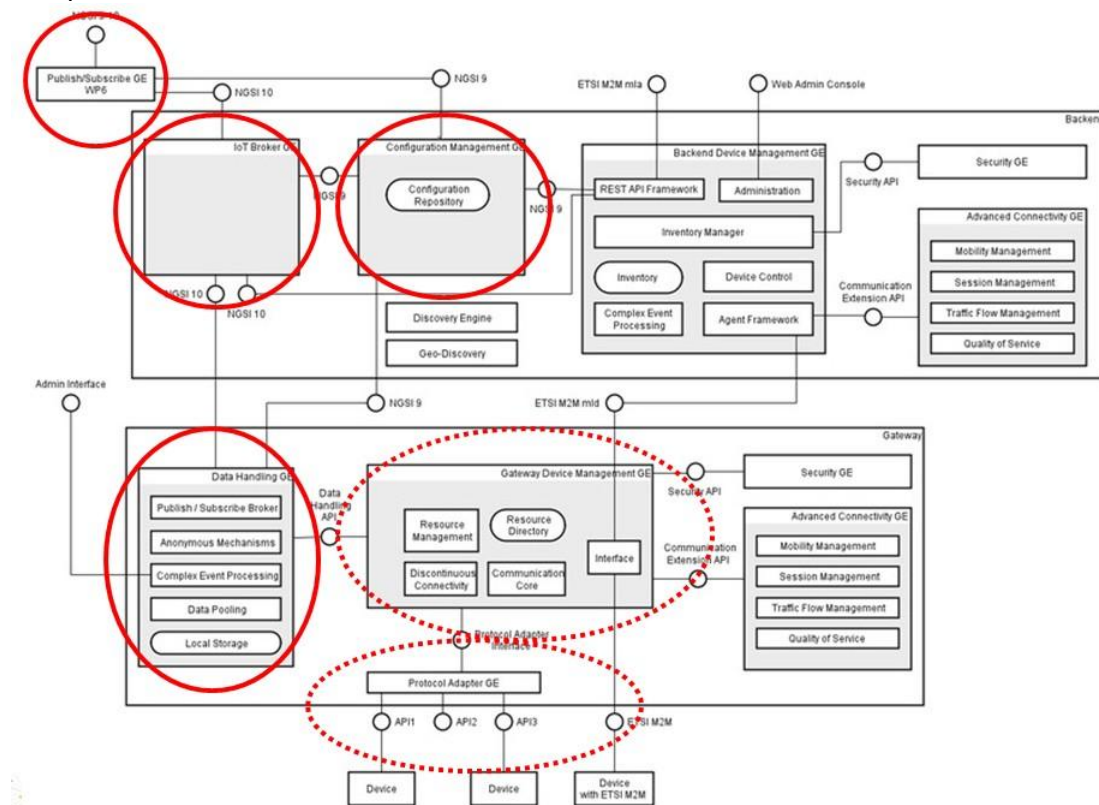 Publish/Subscribe GE
WP6
NGSI 9
NGSI 10
ETSI M2M mIa
Web Admin Console
Backen
IoT Broker GE
Configuration Management GE
Configuration
Repository
NGSI 9
NGSI 9
Backend Device Management GE
REST API Framework
Administration
Inventory Manager
Inventory
Device Control
Complex Event
Processing
Agent Framework
Security API
Security GE
Advanced Connectivity GE
Mobility Management
Session Management
Traffic Flow Management
Quality of Service
Communication
Extension API
NGSI 10
NGSI 10
Discovery Engine
Geo-Discovery
Admin Interface
NGSI 9
ETSI M2M mId
Gateway
Data Handling GE
Publish / Subscribe Broker
Anonymous Mechanisms
Complex Event Processing
Data Pooling
Local Storage
Data
Handling
API
Gateway Device Management GE
Resource
Management
Resource
Directory
Discontinuous
Connectivity
Communication
Core
Interface
Security API
Security GE
Communication
Extension API
Advanced Connectivity GE
Mobility Management
Session Management
Traffic Flow Management
Quality of Service
Protocol Adapter
Interface
Protocol Adapter GE
API1
API2
API3
ETSI M2M
Device
Device
Device
with ETSI M2M